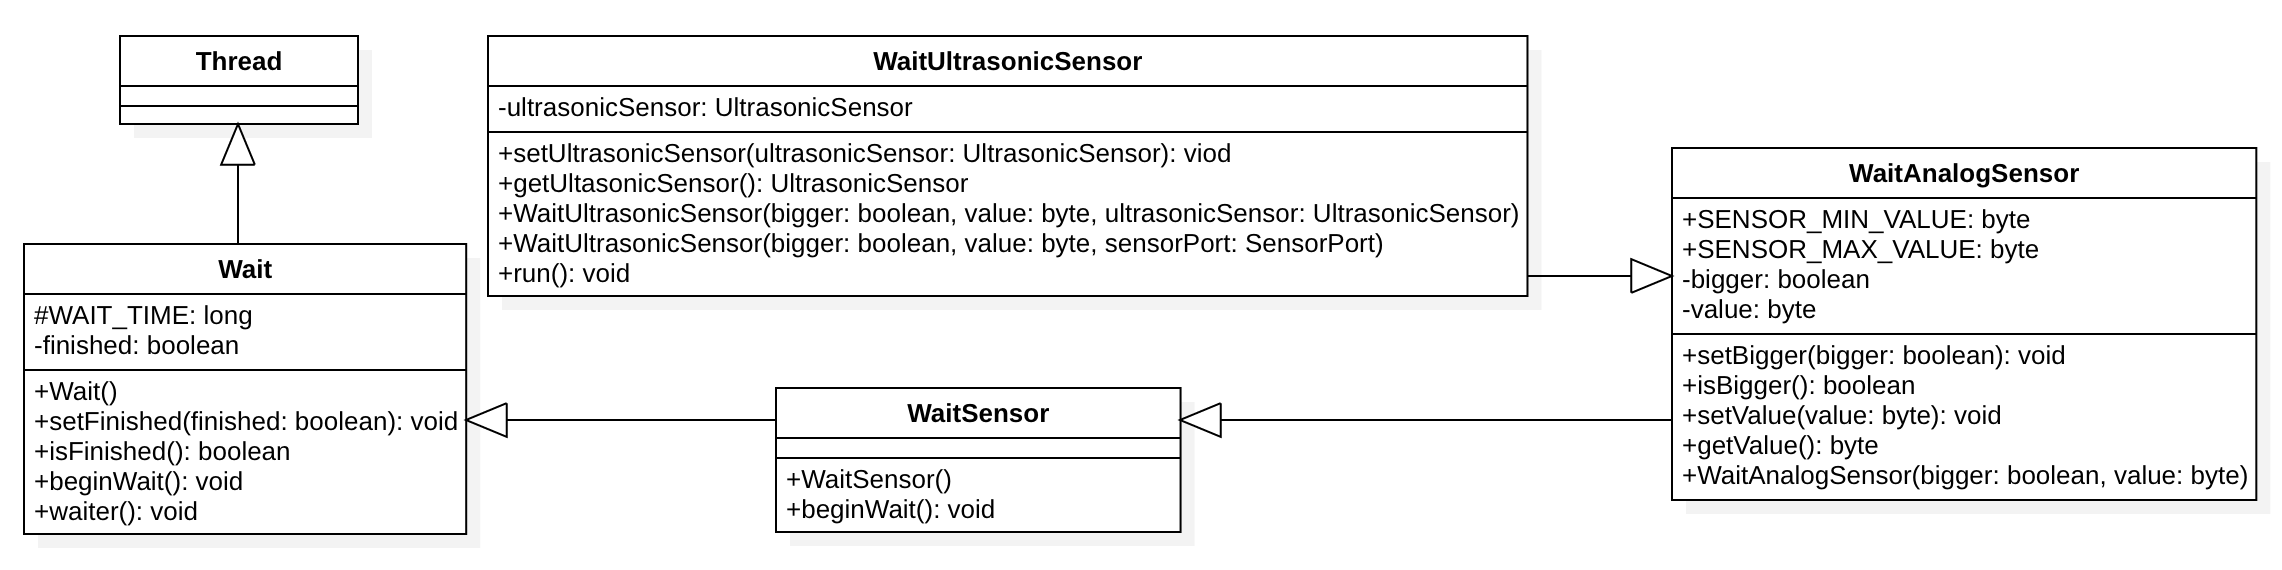 Thread
WaitUltrasonicSensor
-ultrasonicSensor: UltrasonicSensor
+setUltrasonicSensor(ultrasonicSensor: UltrasonicSensor): viod
+getUltasonicSensor(): UltrasonicSensor
+WaitUltrasonicSensor(bigger: boolean, value: byte, ultrasonicSensor: UltrasonicSensor)
+WaitUltrasonicSensor(bigger: boolean, value: byte, sensorPort: SensorPort)
+run(): void
WaitAnalogSensor
+SENSOR_MIN_VALUE: byte
+SENSOR_MAX_VALUE: byte
-bigger: boolean
-value: byte
+setBigger(bigger: boolean): void
+isBigger(): boolean
+setValue(value: byte): void
+getValue(): byte
+WaitAnalogSensor(bigger: boolean, value: byte)
Wait
#WAIT_TIME: long
-finished: boolean
+Wait()
+setFinished(finished: boolean): void
+isFinished(): boolean
+beginWait(): void
+waiter(): void
WaitSensor
+WaitSensor()
+beginWait(): void